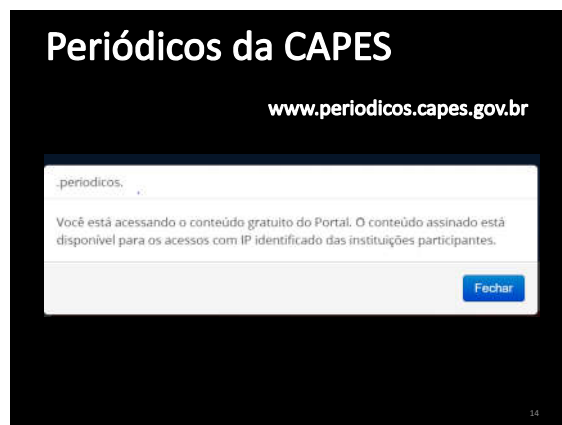 Periódicos da CAPES
www.periodicos.capes.gov.br
.periodicos.
Você está acessando o conteúdo gratuito do Portal. O conteúdo assinado está
disponível para os acessos com IP identificado das instituições participantes.
Fechar
14